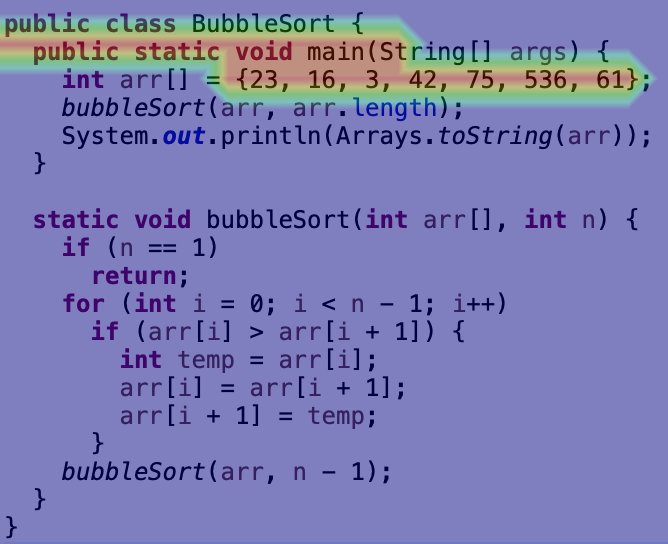 public class BubbleSort {
  public static void main(String[] args) {
    int arr[] = {23, 16, 3, 42, 75, 536, 61};
    bubbleSort(arr, arr.length);
    System.out.println(Arrays.toString(arr));
  }

  static void bubbleSort(int arr[], int n) {
    if (n == 1)
      return;
    for (int i = 0; i < n - 1; i++)
      if (arr[i] > arr[i + 1]) {
        int temp = arr[i];
        arr[i] = arr[i + 1];
        arr[i + 1] = temp;
      }
    bubbleSort(arr, n - 1);
  }
}